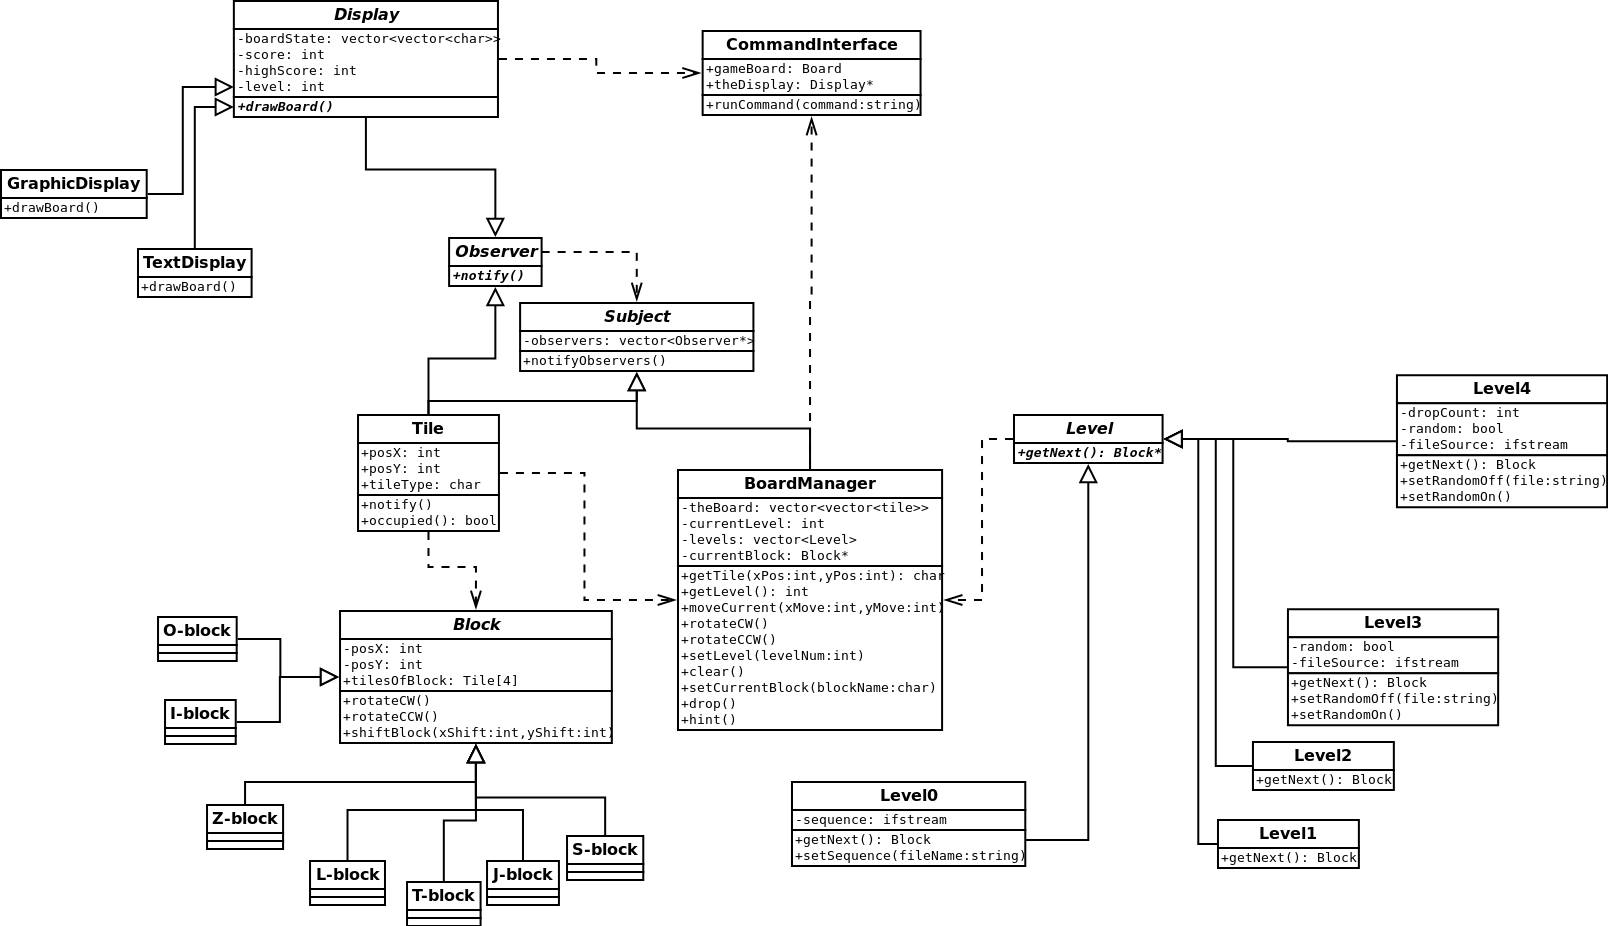 Display
-boardState: vector<vector<char>>
-score: int
-highScore: int
-level: int
+drawBoard()
CommandInterface
+gameBoard: Board
+theDisplay: Display*
+runCommand(command:string)
GraphicDisplay
+drawBoard()
TextDisplay
+drawBoard()
Observer
+notify()
Subject
-observers: vector<Observer*>
+notifyObservers()
Tile
+posX: int
+posY: int
+tileType: char
+notify()
+occupied(): bool
BoardManager
-theBoard: vector<vector<tile>>
-currentLevel: int
-levels: vector<Level>
-currentBlock: Block*
+getTile(xPos:int,yPos:int): char
+getLevel(): int
+moveCurrent(xMove:int,yMove:int)
+rotateCW()
+rotateCCW()
+setLevel(levelNum:int)
+clear()
+setCurrentBlock(blockName:char)
+drop()
+hint()
Level
+getNext(): Block*
Level4
-dropCount: int
-random: bool
-fileSource: ifstream
+getNext(): Block
+setRandomOff(file:string)
+setRandomOn()
Level3
-random: bool
-fileSource: ifstream
+getNext(): Block
+setRandomOff(file:string)
+setRandomOn()
Level2
+getNext(): Block
Level1
+getNext(): Block
Level0
-sequence: ifstream
+getNext(): Block
+setSequence(fileName:string)
Block
-posX: int
-posY: int
+tilesOfBlock: Tile[4]
+rotateCW()
+rotateCCW()
+shiftBlock(xShift:int,yShift:int)
O-block
I-block
Z-block
L-block
T-block
J-block
S-block